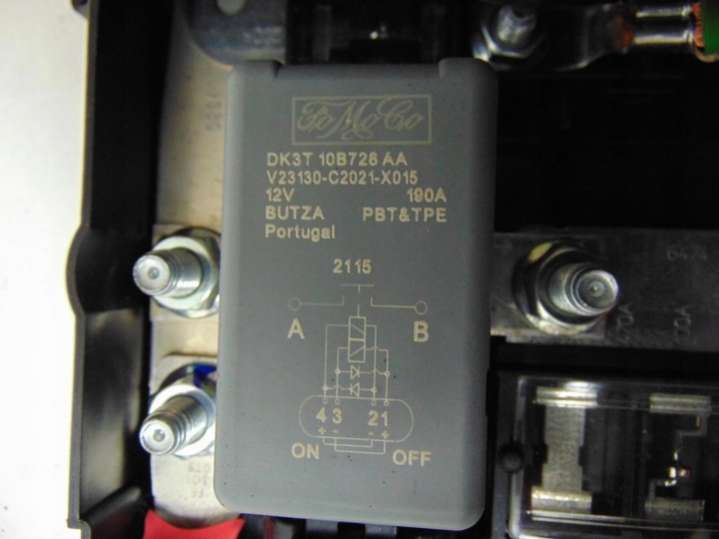 FoMoCo
DK3T 10B726 AA
V23130-C2021-X015
12V 190A
BUTZA PBT&TPE
Portugal
2115
A B
4 3 2 1
+ - - +
ON OFF